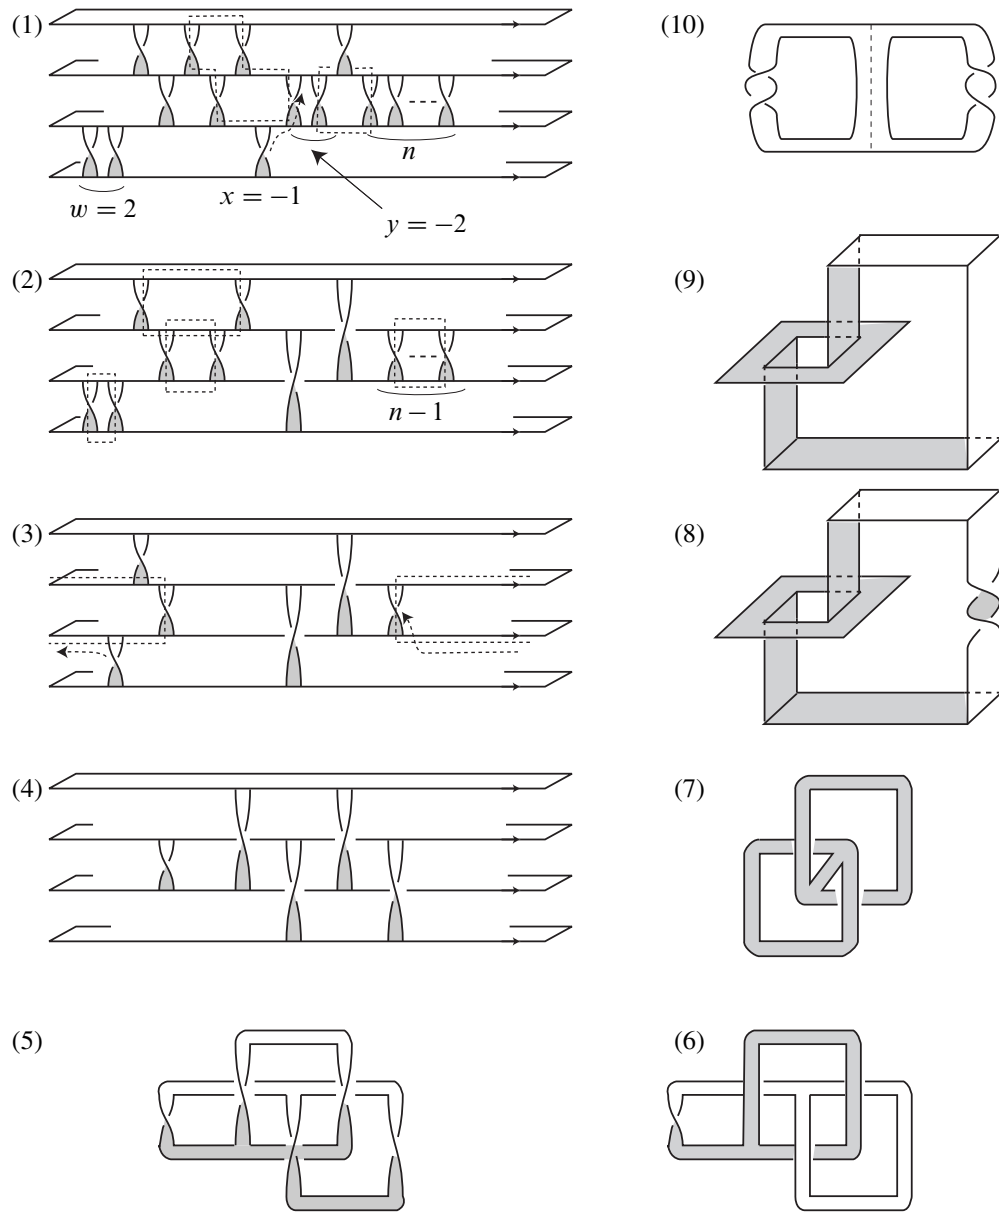 (1)
n
w = 2
x = −1
y = −2
(2)
n − 1
(3)
(4)
(5)
(10)
(9)
(8)
(7)
(6)